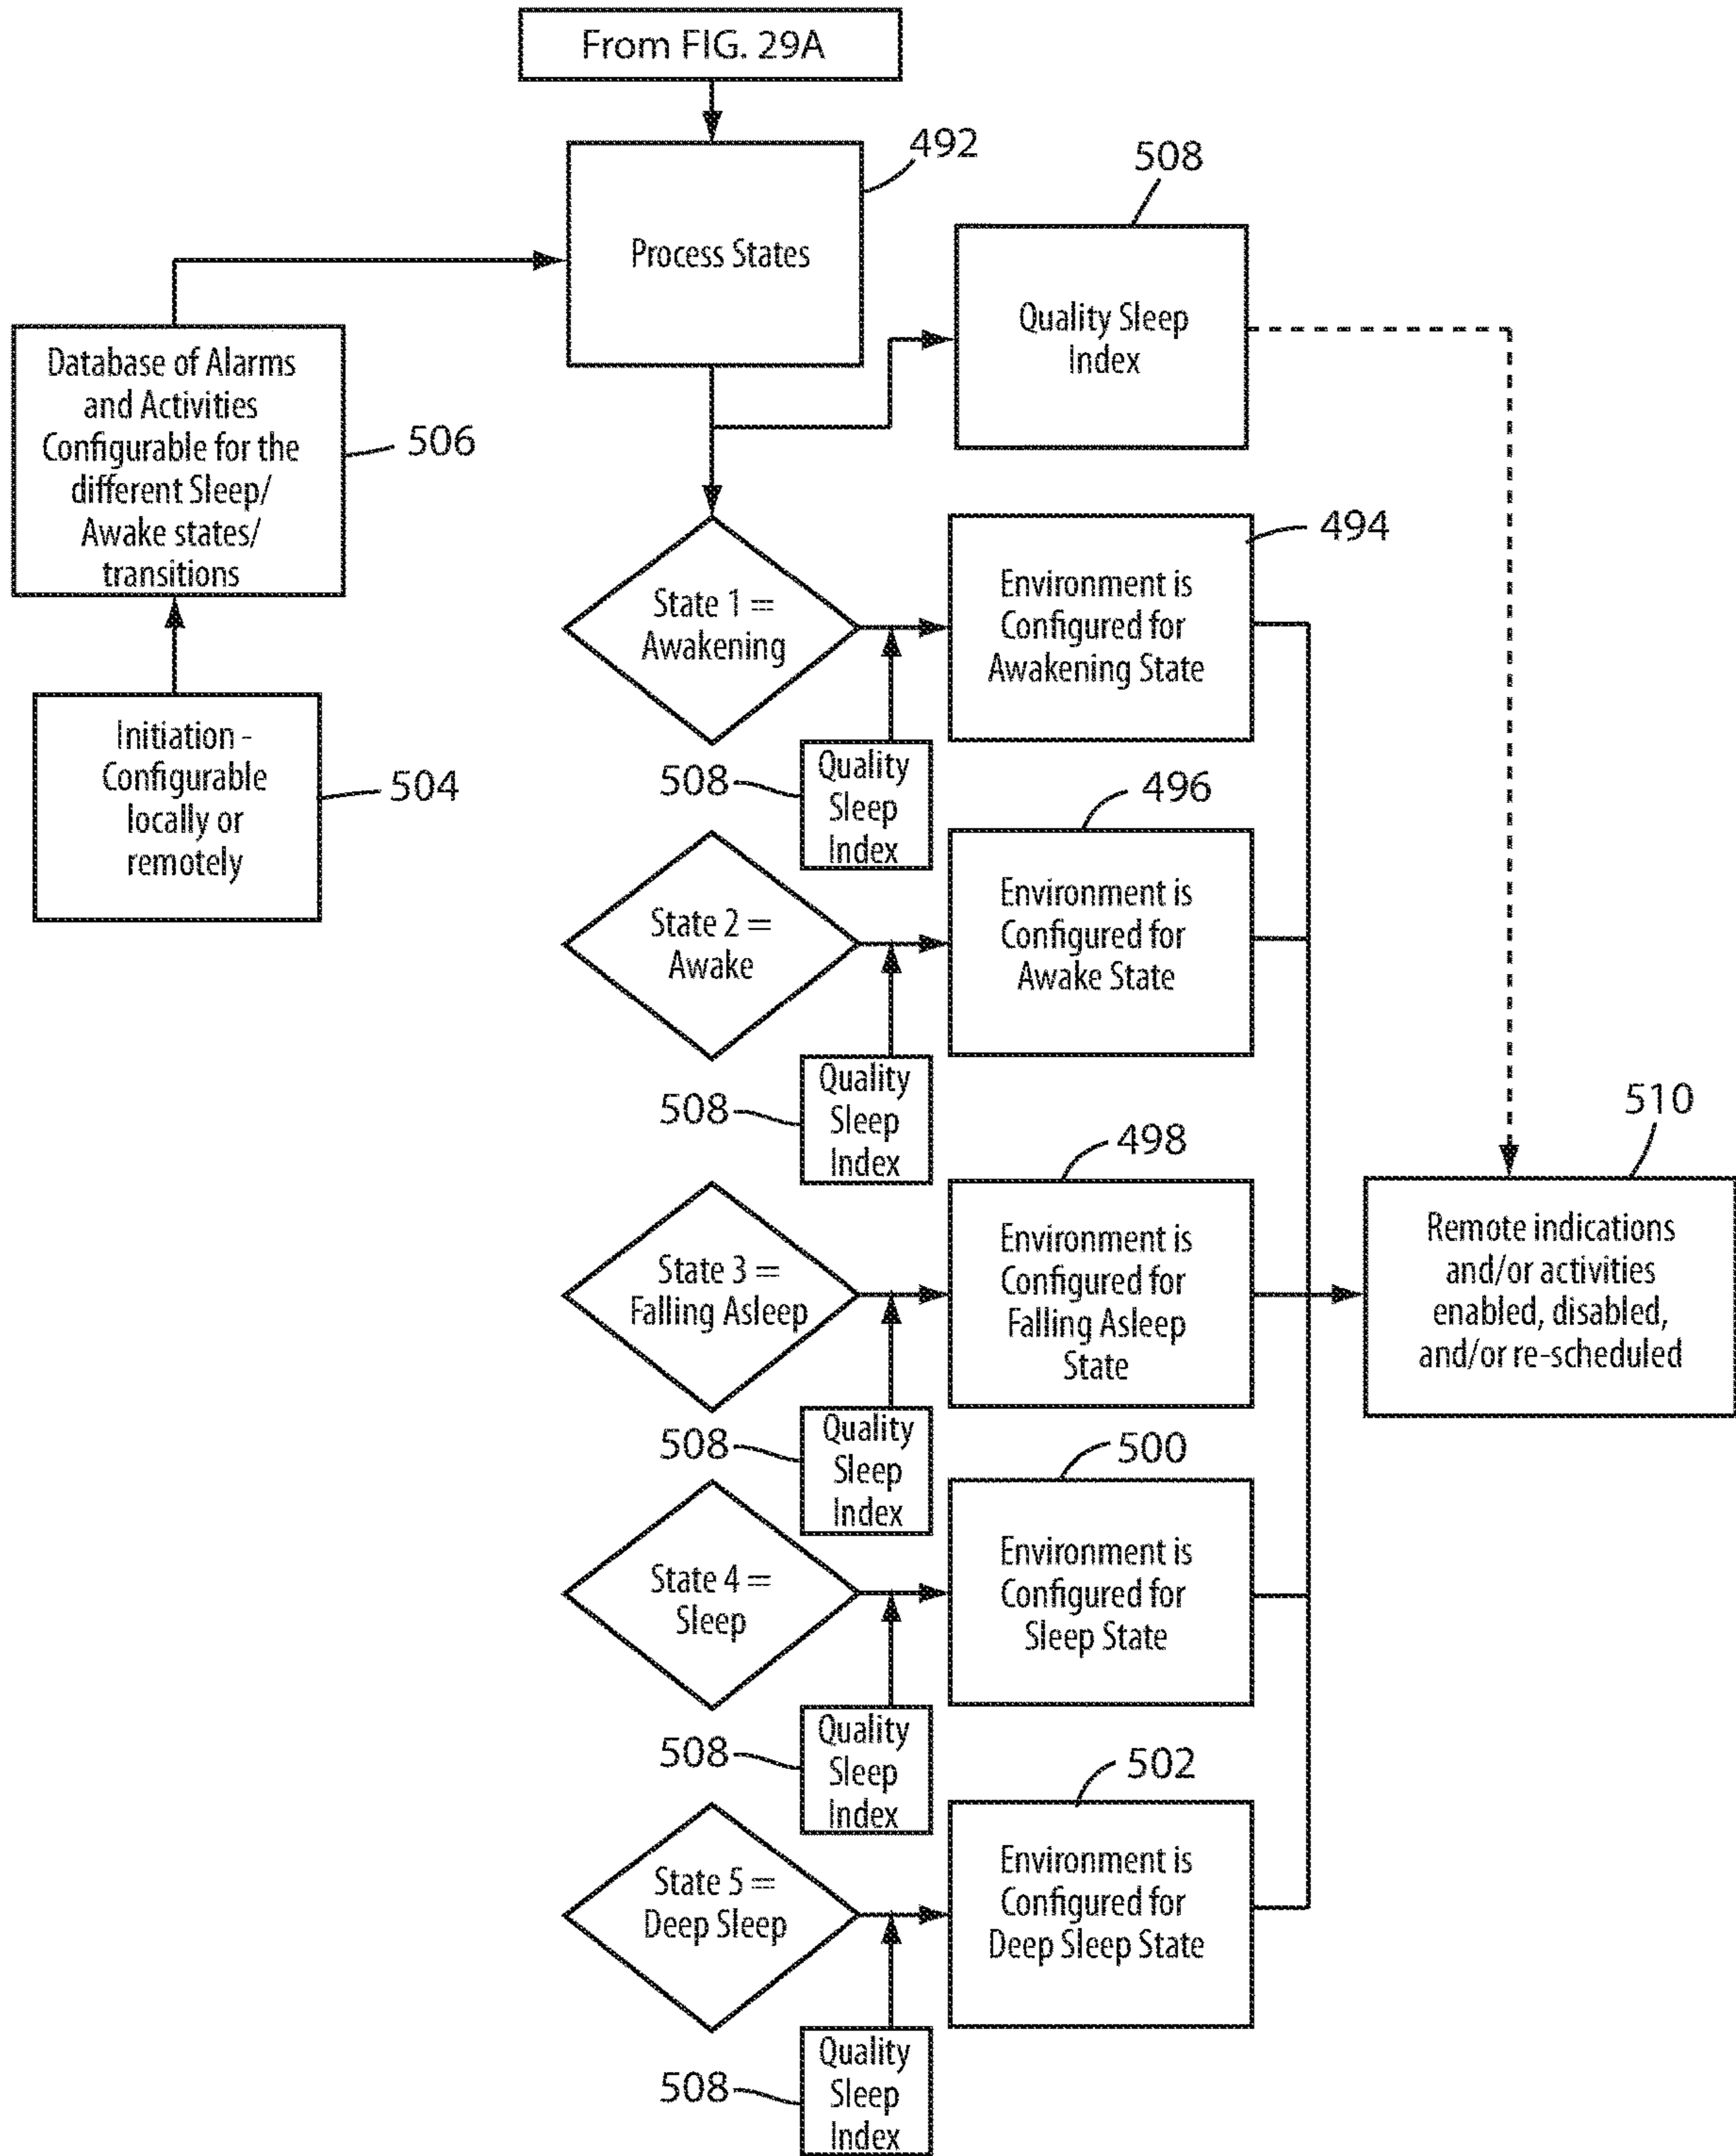 From FIG. 29A
492
Process States
508
Quality Sleep
Index
Database of Alarms
and Activities
Configurable for the
different Sleep/
Awake states/
transitions
506
Initiation -
Configurable
locally or
remotely
504
State 1 =
Awakening
508
Quality
Sleep
Index
494
Environment is
Configured for
Awakening State
State 2 =
Awake
508
Quality
Sleep
Index
496
Environment is
Configured for
Awake State
State 3 =
Falling Asleep
508
Quality
Sleep
Index
498
Environment is
Configured for
Falling Asleep
State
510
Remote indications
and/or activities
enabled, disabled,
and/or re-scheduled
State 4 =
Sleep
508
Quality
Sleep
Index
500
Environment is
Configured for
Sleep State
State 5 =
Deep Sleep
508
Quality
Sleep
Index
502
Environment is
Configured for
Deep Sleep State